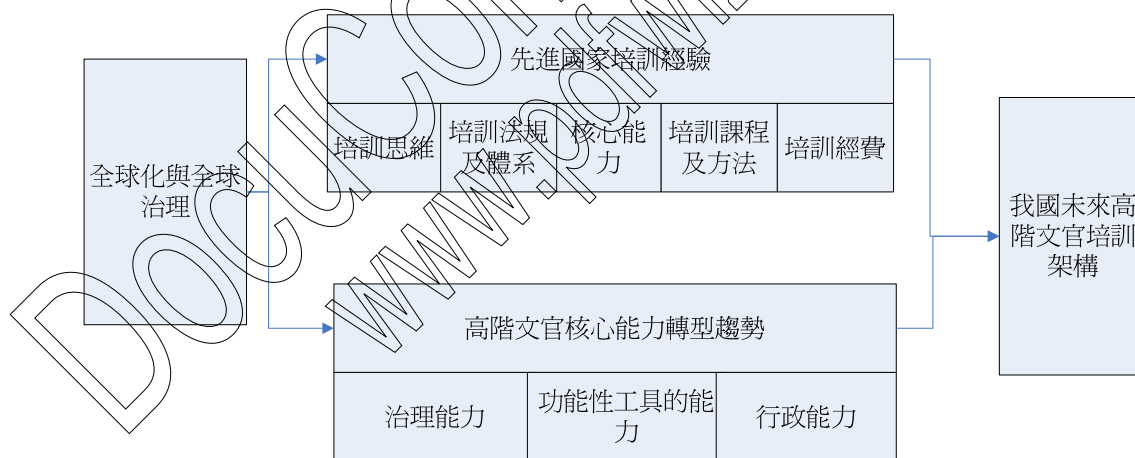 先進國家培訓經驗
培訓思維
培訓法規
及體系
核心能
力
培訓課程
及方法
培訓經費
全球化與全球
治理
我國未來高
階文官培訓
架構
高階文官核心能力轉型趨勢
治理能力
功能性工具的能
力
行政能力